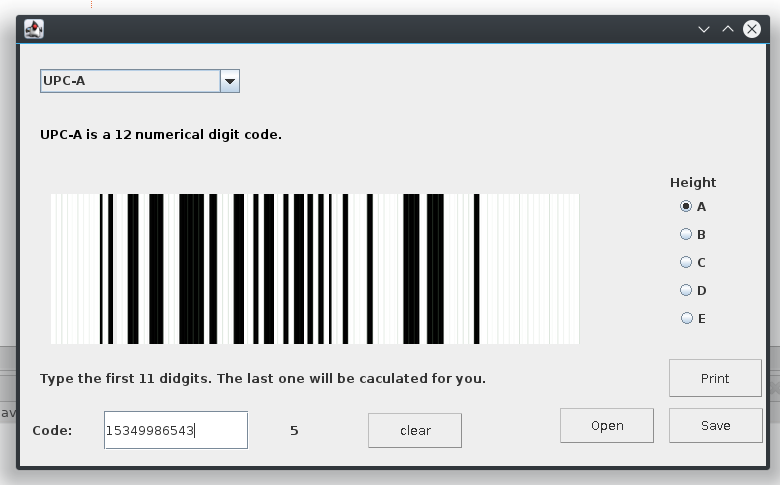 UPC-A
UPC-A is a 12 numerical digit code.
Height
A
B
C
D
E
Type the first 11 didgits. The last one will be caculated for you.
Print
av
Code: 15349986543 5 clear Open Save